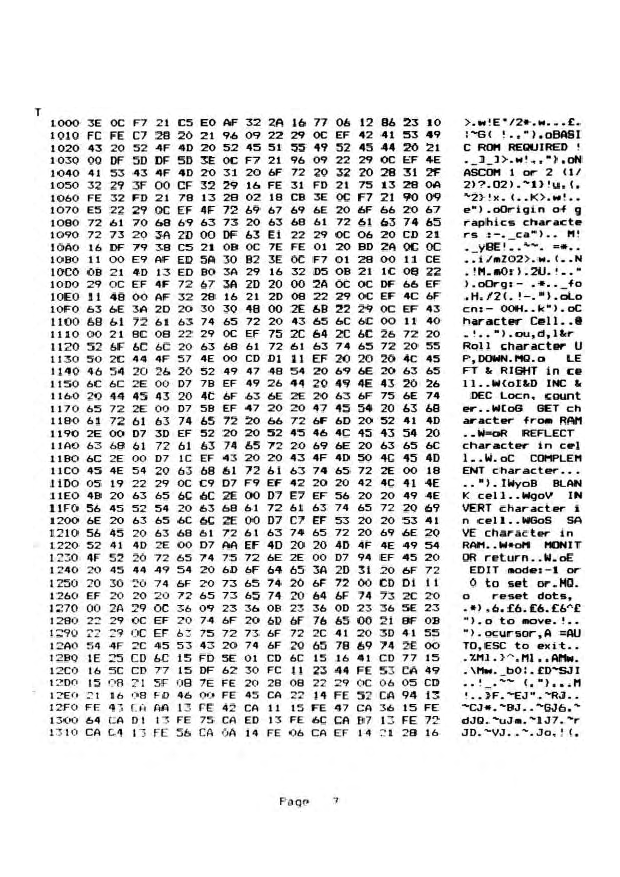 T
1000 3E 0C F7 21 C5 E0 AF 32 2A 16 77 06 12 86 23 10 >.w!E"/2*.w...£.
1010 FC FE C7 28 20 21 96 09 22 29 0C EF 42 41 53 49 !~G( !.,").oBASI
1020 43 20 52 4F 4D 20 52 45 51 55 49 52 45 44 20 21 C ROM REQUIRED !
1030 00 DF 5D DF 5D 3E 0C F7 21 96 09 22 29 0C EF 4E ._]_]>.w!..").oN
1040 41 53 43 4F 4D 20 31 20 6F 72 20 32 20 28 31 2F ASCOM 1 or 2 (1/
1050 32 29 3F 00 CF 32 29 16 FE 31 FD 21 75 13 28 0A 2)?.O2).~1}!u.(.
1060 FE 32 FD 21 78 13 28 02 18 CB 3E 0C F7 21 90 09 ~2}!x.(..K>.w!..
1070 E5 22 29 0C EF 4F 72 69 67 69 6E 20 6F 66 20 67 e").oOrigin of g
1080 72 61 70 68 69 63 73 20 63 68 61 72 61 63 74 65 raphics characte
1090 72 73 20 3A 2D 00 DF 63 E1 22 29 0C 06 20 CD 21 rs :-._ca").. M!
10A0 16 DF 79 38 C5 21 0B 0C 7E FE 01 20 BD 2A 0C 0C ._y8E!..~~. =*..
10B0 11 00 E9 AF ED 5A 30 B2 3E 0C F7 01 28 00 11 CE ..i/mZ02>.w.(..N
10C0 0B 21 4D 13 ED B0 3A 29 16 32 D5 0B 21 1C 08 22 .!M.m0:).2U.!.."
10D0 29 0C EF 4F 72 67 3A 2D 20 00 2A 0C 0C DF 66 EF ).oOrg:- .*.._fo
10E0 11 48 00 AF 32 28 16 21 2D 08 22 29 0C EF 4C 6F .H./2(.!-.").oLo
10F0 63 6E 3A 2D 20 30 30 48 00 2E 6B 22 29 0C EF 43 cn:- 00H..k").oC
1100 68 61 72 61 63 74 65 72 20 43 65 6C 6C 00 11 40 haracter Cell..@
1110 00 21 8C 08 22 29 0C EF 75 2C 64 2C 6C 26 72 20 .!..").ou,d,l&r
1120 52 6F 6C 6C 20 63 68 61 72 61 63 74 65 72 20 55 Roll character U
1130 50 2C 44 4F 57 4E 00 CD D1 11 EF 20 20 20 4C 45 P,DOWN.MQ.o LE
1140 46 54 20 26 20 52 49 47 48 54 20 69 6E 20 63 65 FT & RIGHT in ce
1150 6C 6C 2E 00 D7 7B EF 49 26 44 20 49 4E 43 20 26 ll..W{oI&D INC &
1160 20 44 45 43 20 4C 6F 63 6E 2E 20 63 6F 75 6E 74 DEC Locn. count
1170 65 72 2E 00 D7 5B EF 47 20 20 47 45 54 20 63 68 er..W[oG GET ch
1180 61 72 61 63 74 65 72 20 66 72 6F 6D 20 52 41 4D aracter from RAM
1190 2E 00 D7 3D EF 52 20 20 52 45 46 4C 45 43 54 20 ..W=oR REFLECT
11A0 63 68 61 72 61 63 74 65 72 20 69 6E 20 63 65 6C character in cel
11B0 6C 2E 00 D7 1C EF 43 20 20 43 4F 4D 50 4C 45 4D l..W.oC COMPLEM
11C0 45 4E 54 20 63 68 61 72 61 63 74 65 72 2E 00 18 ENT character...
11D0 05 19 22 29 0C C9 D7 F9 EF 42 20 20 42 4C 41 4E ..").IWyoB BLAN
11E0 4B 20 63 65 6C 6C 2E 00 D7 E7 EF 56 20 20 49 4E K cell..WgoV IN
11F0 56 45 52 54 20 63 68 61 72 61 63 74 65 72 20 69 VERT character i
1200 6E 20 63 65 6C 6C 2E 00 D7 C7 EF 53 20 20 53 41 n cell..WGoS SA
1210 56 45 20 63 68 61 72 61 63 74 65 72 20 69 6E 20 VE character in
1220 52 41 4D 2E 00 D7 AA EF 4D 20 20 4D 4F 4E 49 54 RAM..W*oM MONIT
1230 4F 52 20 72 65 74 75 72 6E 2E 00 D7 94 EF 45 20 OR return..W.oE
1240 20 45 44 49 54 20 6D 6F 64 65 3A 2D 31 20 6F 72 EDIT mode:-1 or
1250 20 30 20 74 6F 20 73 65 74 20 6F 72 00 CD D1 11 0 to set or.MQ.
1260 EF 20 20 20 72 65 73 65 74 20 64 6F 74 73 2C 20 o reset dots,
1270 00 2A 29 0C 36 09 23 36 0B 23 36 0D 23 36 5E 23 .*).6.£6.£6.£6^£
1280 22 29 0C EF 20 74 6F 20 6D 6F 76 65 00 21 8F 0B ").o to move.!..
1290 22 29 0C EF 63 75 72 73 6F 72 2C 41 20 3D 41 55 ").ocursor,A =AU
12A0 54 4F 2C 45 53 43 20 74 6F 20 65 78 69 74 2E 00 TO,ESC to exit..
12B0 1E 25 CD 6C 15 FD 5E 01 CD 6C 15 16 41 CD 77 15 .%Ml.}^.Ml..AMw.
12C0 16 5C CD 77 15 DF 62 30 FC 11 23 44 FE 53 CA 49 .\Mw._b0:.£D~SJI
12D0 15 08 21 5F 0B 7E FE 20 28 08 22 29 0C 06 05 CD ..!_.~~ (.")...M
12E0 21 16 08 FD 46 00 FE 45 CA 22 14 FE 52 CA 94 13 !..}F.~EJ".~RJ..
12F0 FE 43 CA AA 13 FE 42 CA 11 15 FE 47 CA 36 15 FE ~CJ*.~BJ..~GJ6.~
1300 64 CA D1 13 FE 75 CA ED 13 FE 6C CA B7 13 FE 72 dJQ.~uJm.~lJ7.~r
1310 CA C4 13 FE 56 CA 0A 14 FE 06 CA EF 14 21 28 16 JD.~VJ..~.Jo.!(.
Page 7